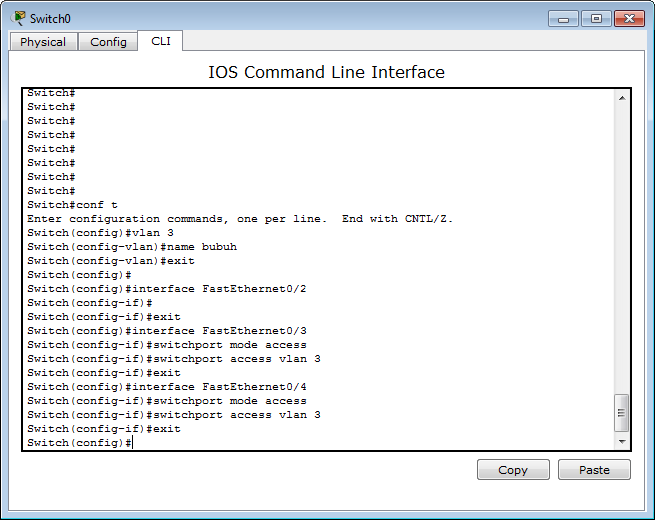 Switch0
Physical Config CLI
IOS Command Line Interface
Switch#
Switch#
Switch#
Switch#
Switch#
Switch#
Switch#
Switch#
Switch#conf t
Enter configuration commands, one per line.  End with CNTL/Z.
Switch(config)#vlan 3
Switch(config-vlan)#name bubuh
Switch(config-vlan)#exit
Switch(config)#
Switch(config)#interface FastEthernet0/2
Switch(config-if)#
Switch(config-if)#exit
Switch(config)#interface FastEthernet0/3
Switch(config-if)#switchport mode access
Switch(config-if)#switchport access vlan 3
Switch(config-if)#exit
Switch(config)#interface FastEthernet0/4
Switch(config-if)#switchport mode access
Switch(config-if)#switchport access vlan 3
Switch(config-if)#exit
Switch(config)#
Copy Paste